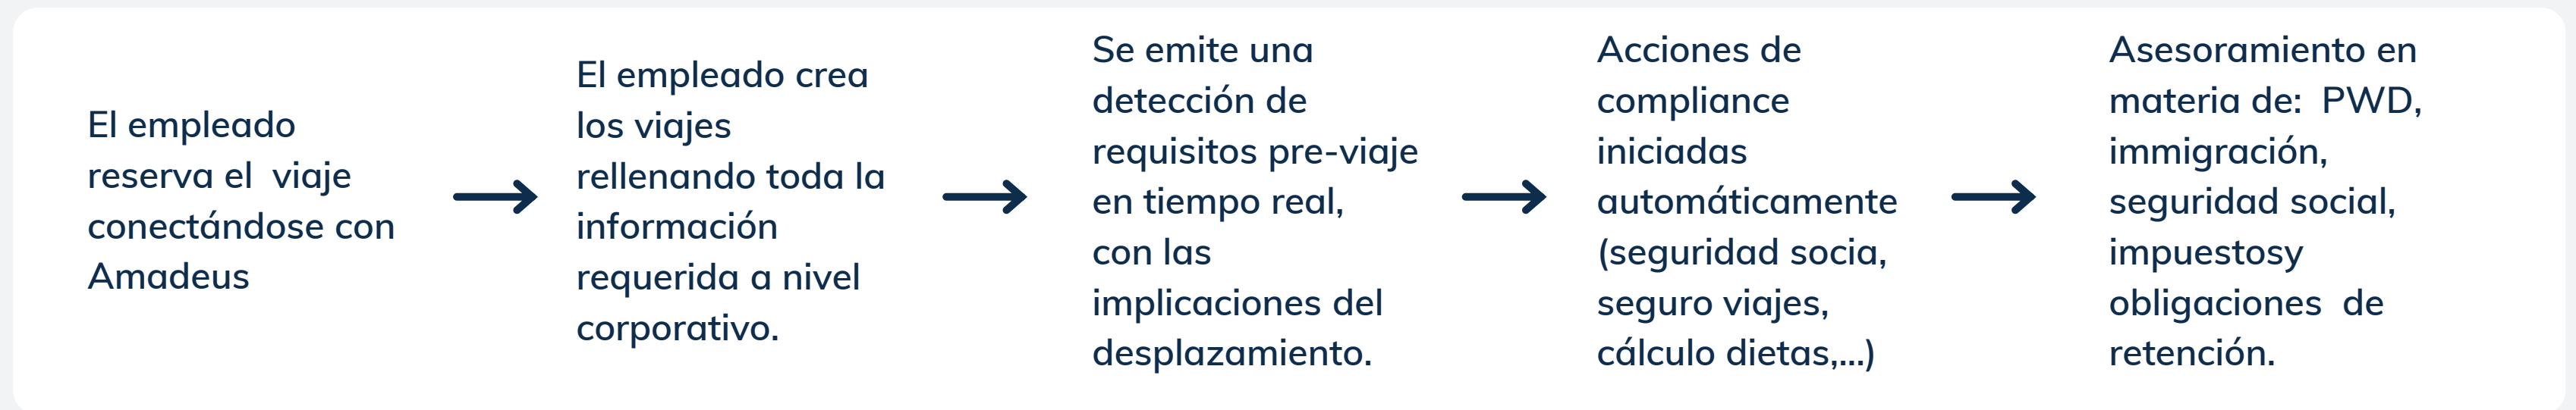 El empleado
reserva el  viaje
conectándose con
Amadeus
El empleado crea
los viajes
rellenando toda la
información
requerida a nivel
corporativo.
Se emite una
detección de
requisitos pre-viaje
en tiempo real,
con las
implicaciones del
desplazamiento.
Acciones de
compliance
iniciadas
automáticamente
(seguridad socia,
seguro viajes,
cálculo dietas,...)
Asesoramiento en
materia de:  PWD,
immigración,
seguridad social,
impuestosy
obligaciones  de
retención.